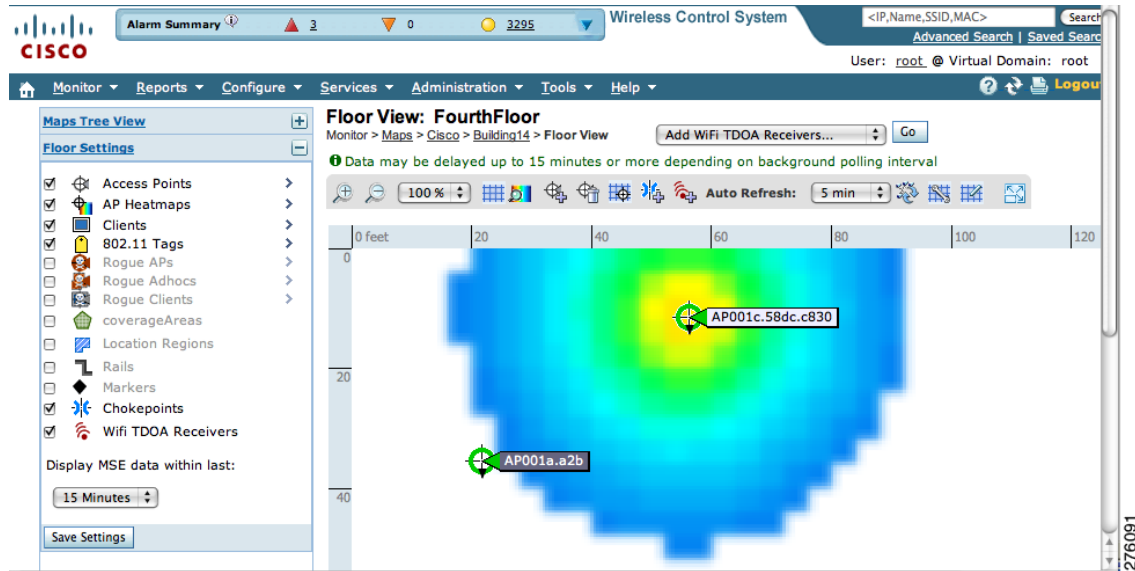 Alarm Summary 3 0 3295
Wireless Control System
<IP,Name,SSID,MAC> Search
CISCO
Advanced Search | Saved Searc
User: root @ Virtual Domain: root
Monitor Reports Configure Services Administration Tools Help Logou
Maps Tree View
Floor Settings
Access Points
AP Heatmaps
Clients
802.11 Tags
Rogue APs
Rogue Adhocs
Rogue Clients
coverageAreas
Location Regions
Rails
Markers
Chokepoints
Wifi TDOA Receivers
Display MSE data within last:
15 Minutes
Save Settings
Floor View: FourthFloor
Monitor > Maps > Cisco > Building14 > Floor View
Add WiFi TDOA Receivers... Go
Data may be delayed up to 15 minutes or more depending on background polling interval
100 % Auto Refresh: 5 min
0 feet 20 40 60 80 100 120
0
AP001c.58dc.c830
20
AP001a.a2b
40
276091